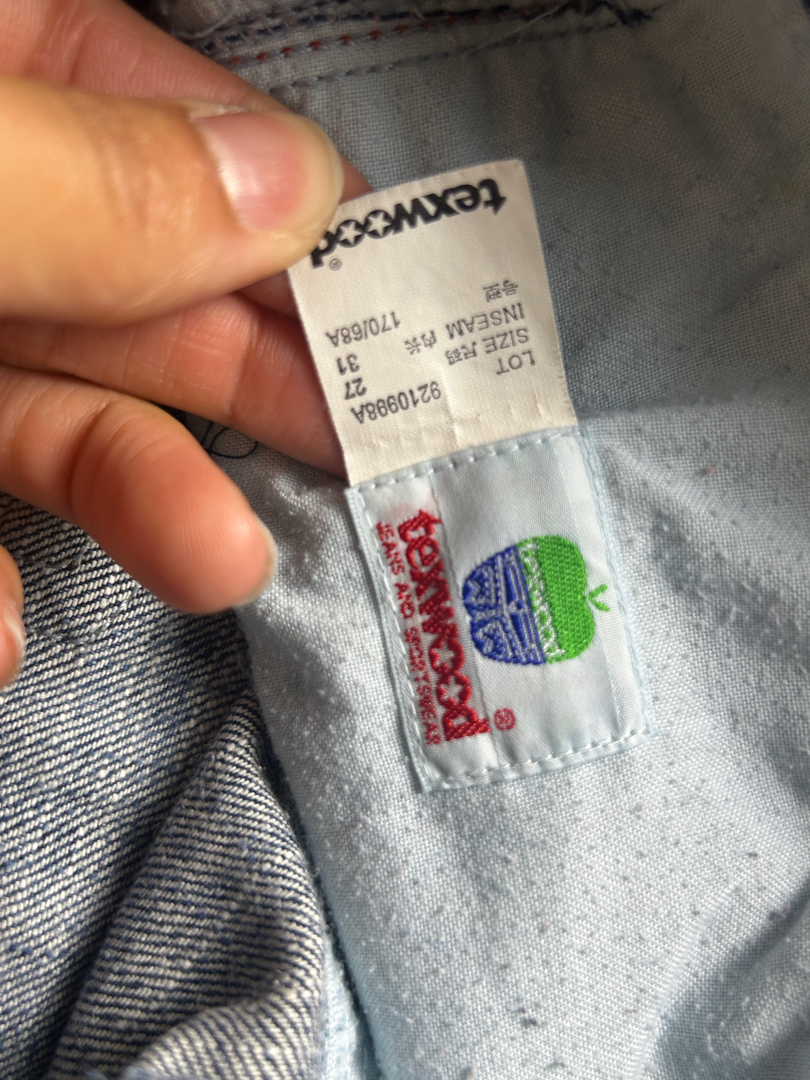 texwood®
号型 170/68A
INSEAM 内长 31
SIZE 尺码 27
LOT 9210998A
texwood®
JEANS AND SPORTSWEAR
texwood